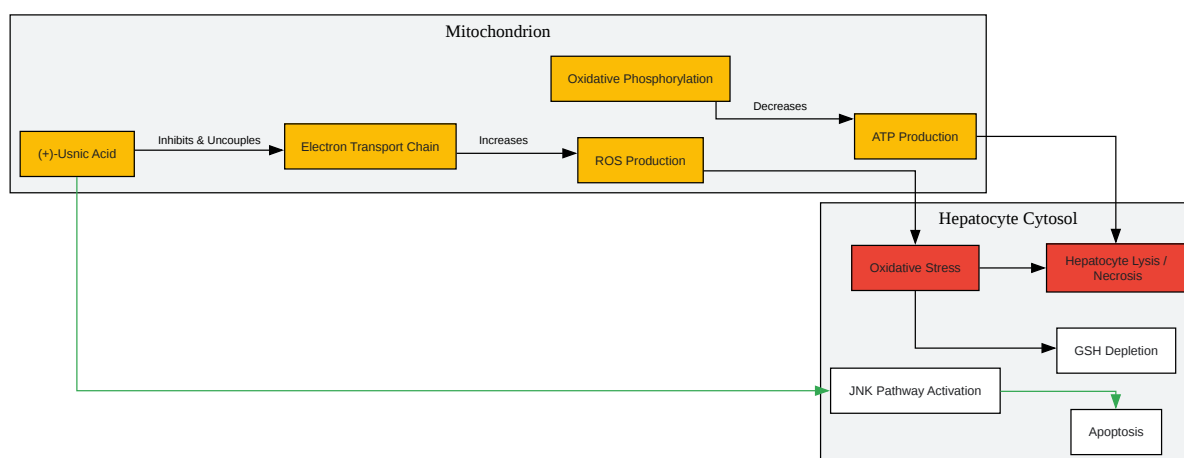 Mitochondrion
Oxidative Phosphorylation
Decreases
(+)-Usnic Acid
Inhibits & Uncouples
Electron Transport Chain
Increases
ROS Production
ATP Production
Hepatocyte Cytosol
Oxidative Stress
Hepatocyte Lysis /
Necrosis
GSH Depletion
JNK Pathway Activation
Apoptosis